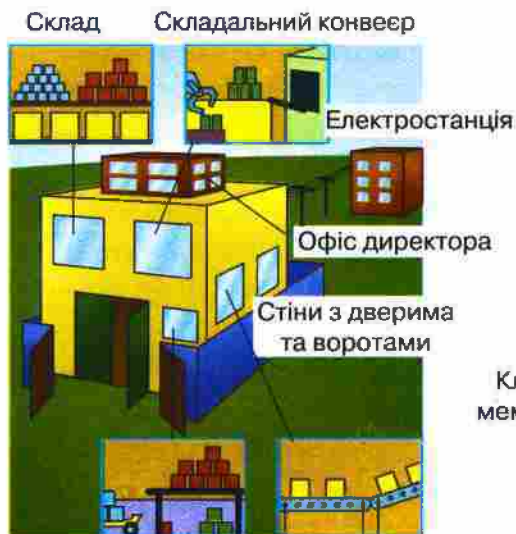 Склад
Складальний конвеєр
Електростанція
Офіс директора
Стіни з дверима
та воротами